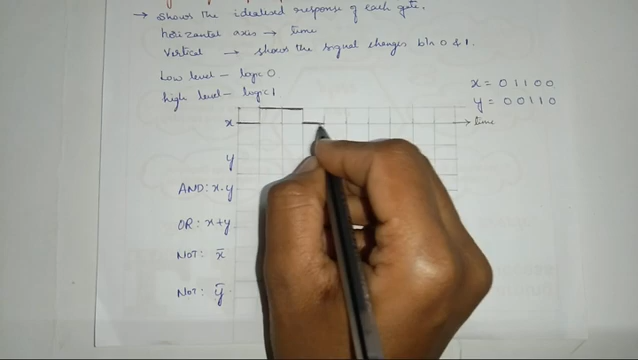 → shows the idealised response of each gate.
horizontal axis → time
Vertical → shows the signal changes b/n 0 & 1.
Low level - logic 0
high level - logic 1
x = 0 1 1 0 0
y = 0 0 1 1 0
x
→ time
y
AND: x.y
OR: x+y
NOT: x̄
NOT: ȳ